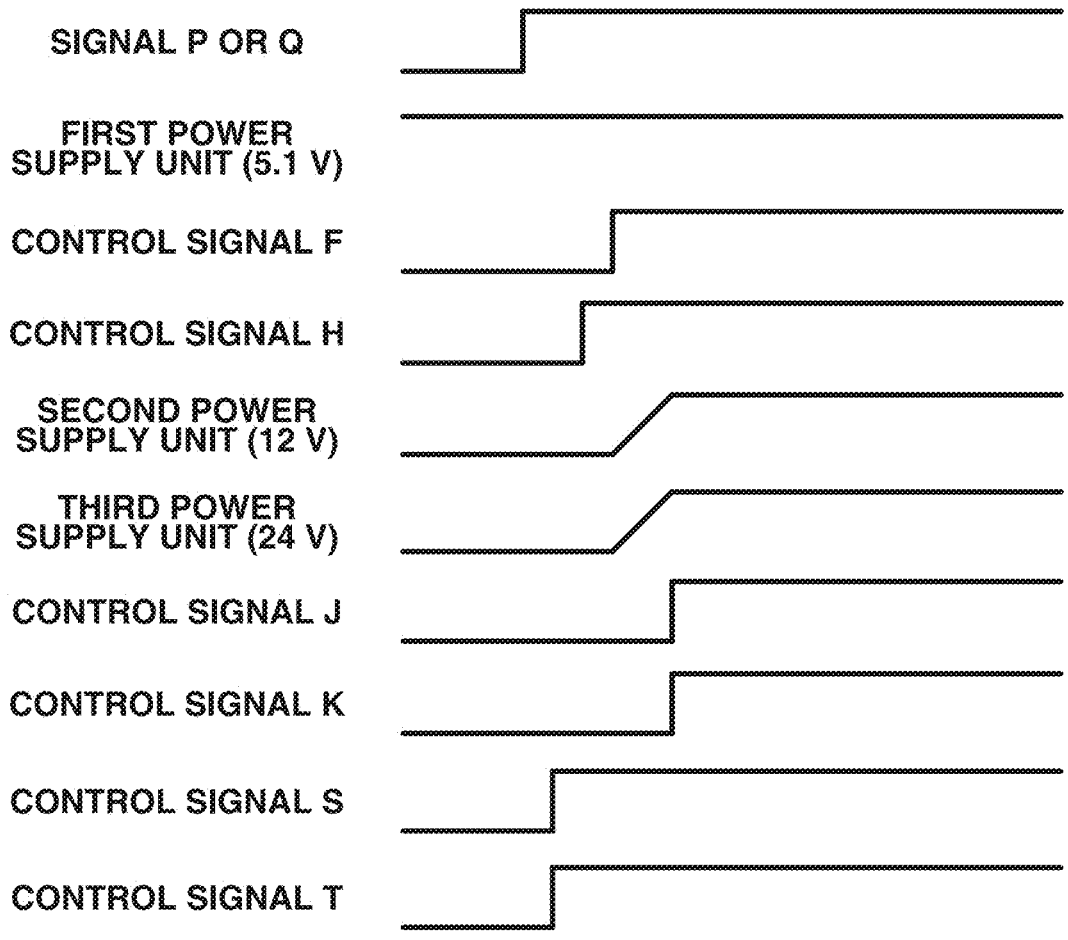 SIGNAL P OR Q
FIRST POWER
SUPPLY UNIT (5.1 V)
CONTROL SIGNAL F
CONTROL SIGNAL H
SECOND POWER
SUPPLY UNIT (12 V)
THIRD POWER
SUPPLY UNIT (24 V)
CONTROL SIGNAL J
CONTROL SIGNAL K
CONTROL SIGNAL S
CONTROL SIGNAL T